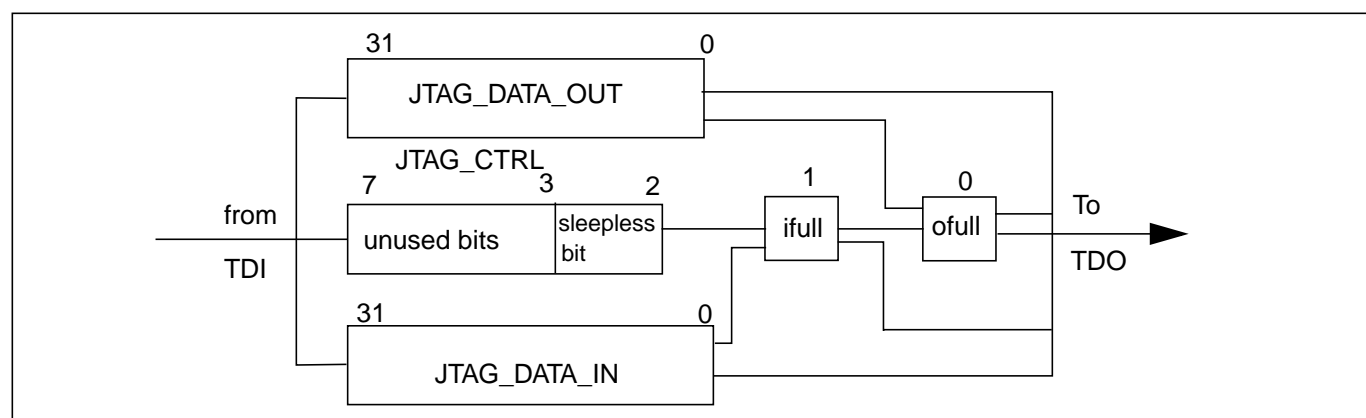 31 0
JTAG_DATA_OUT
JTAG_CTRL
7 3 2 1 0
from
To
unused bits
sleepless
bit
ifull
ofull
TDI
TDO
31 0
JTAG_DATA_IN